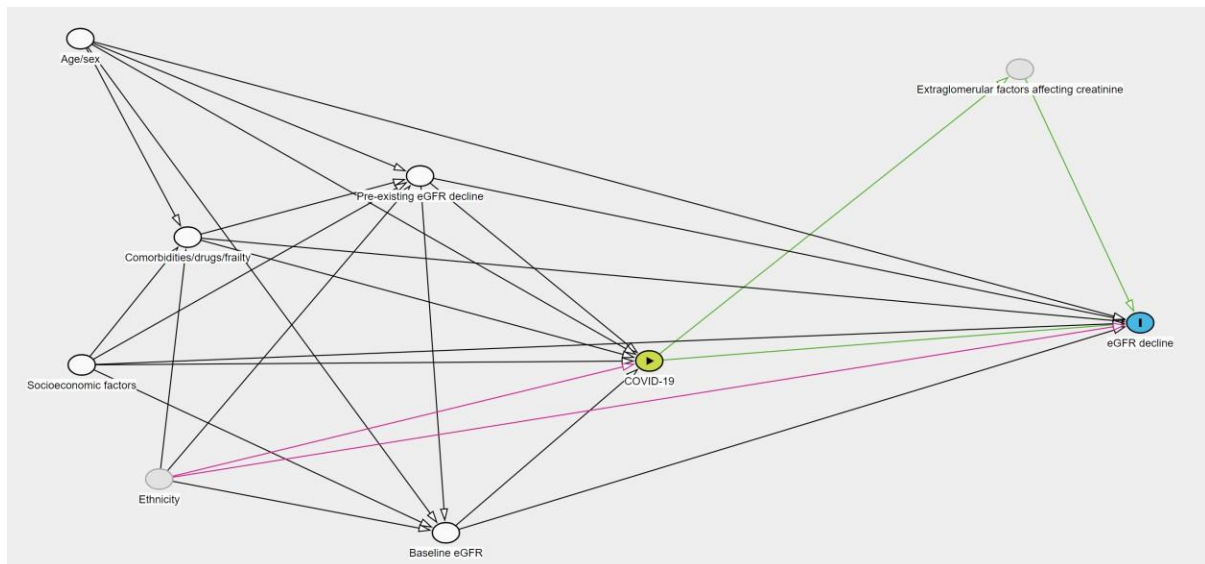 Age/sex
Extraglomerular factors affecting creatinine
Pre-existing eGFR decline
Comorbidities/drugs/frailty
eGFR decline
Socioeconomic factors
COVID-19
Ethnicity
Baseline eGFR